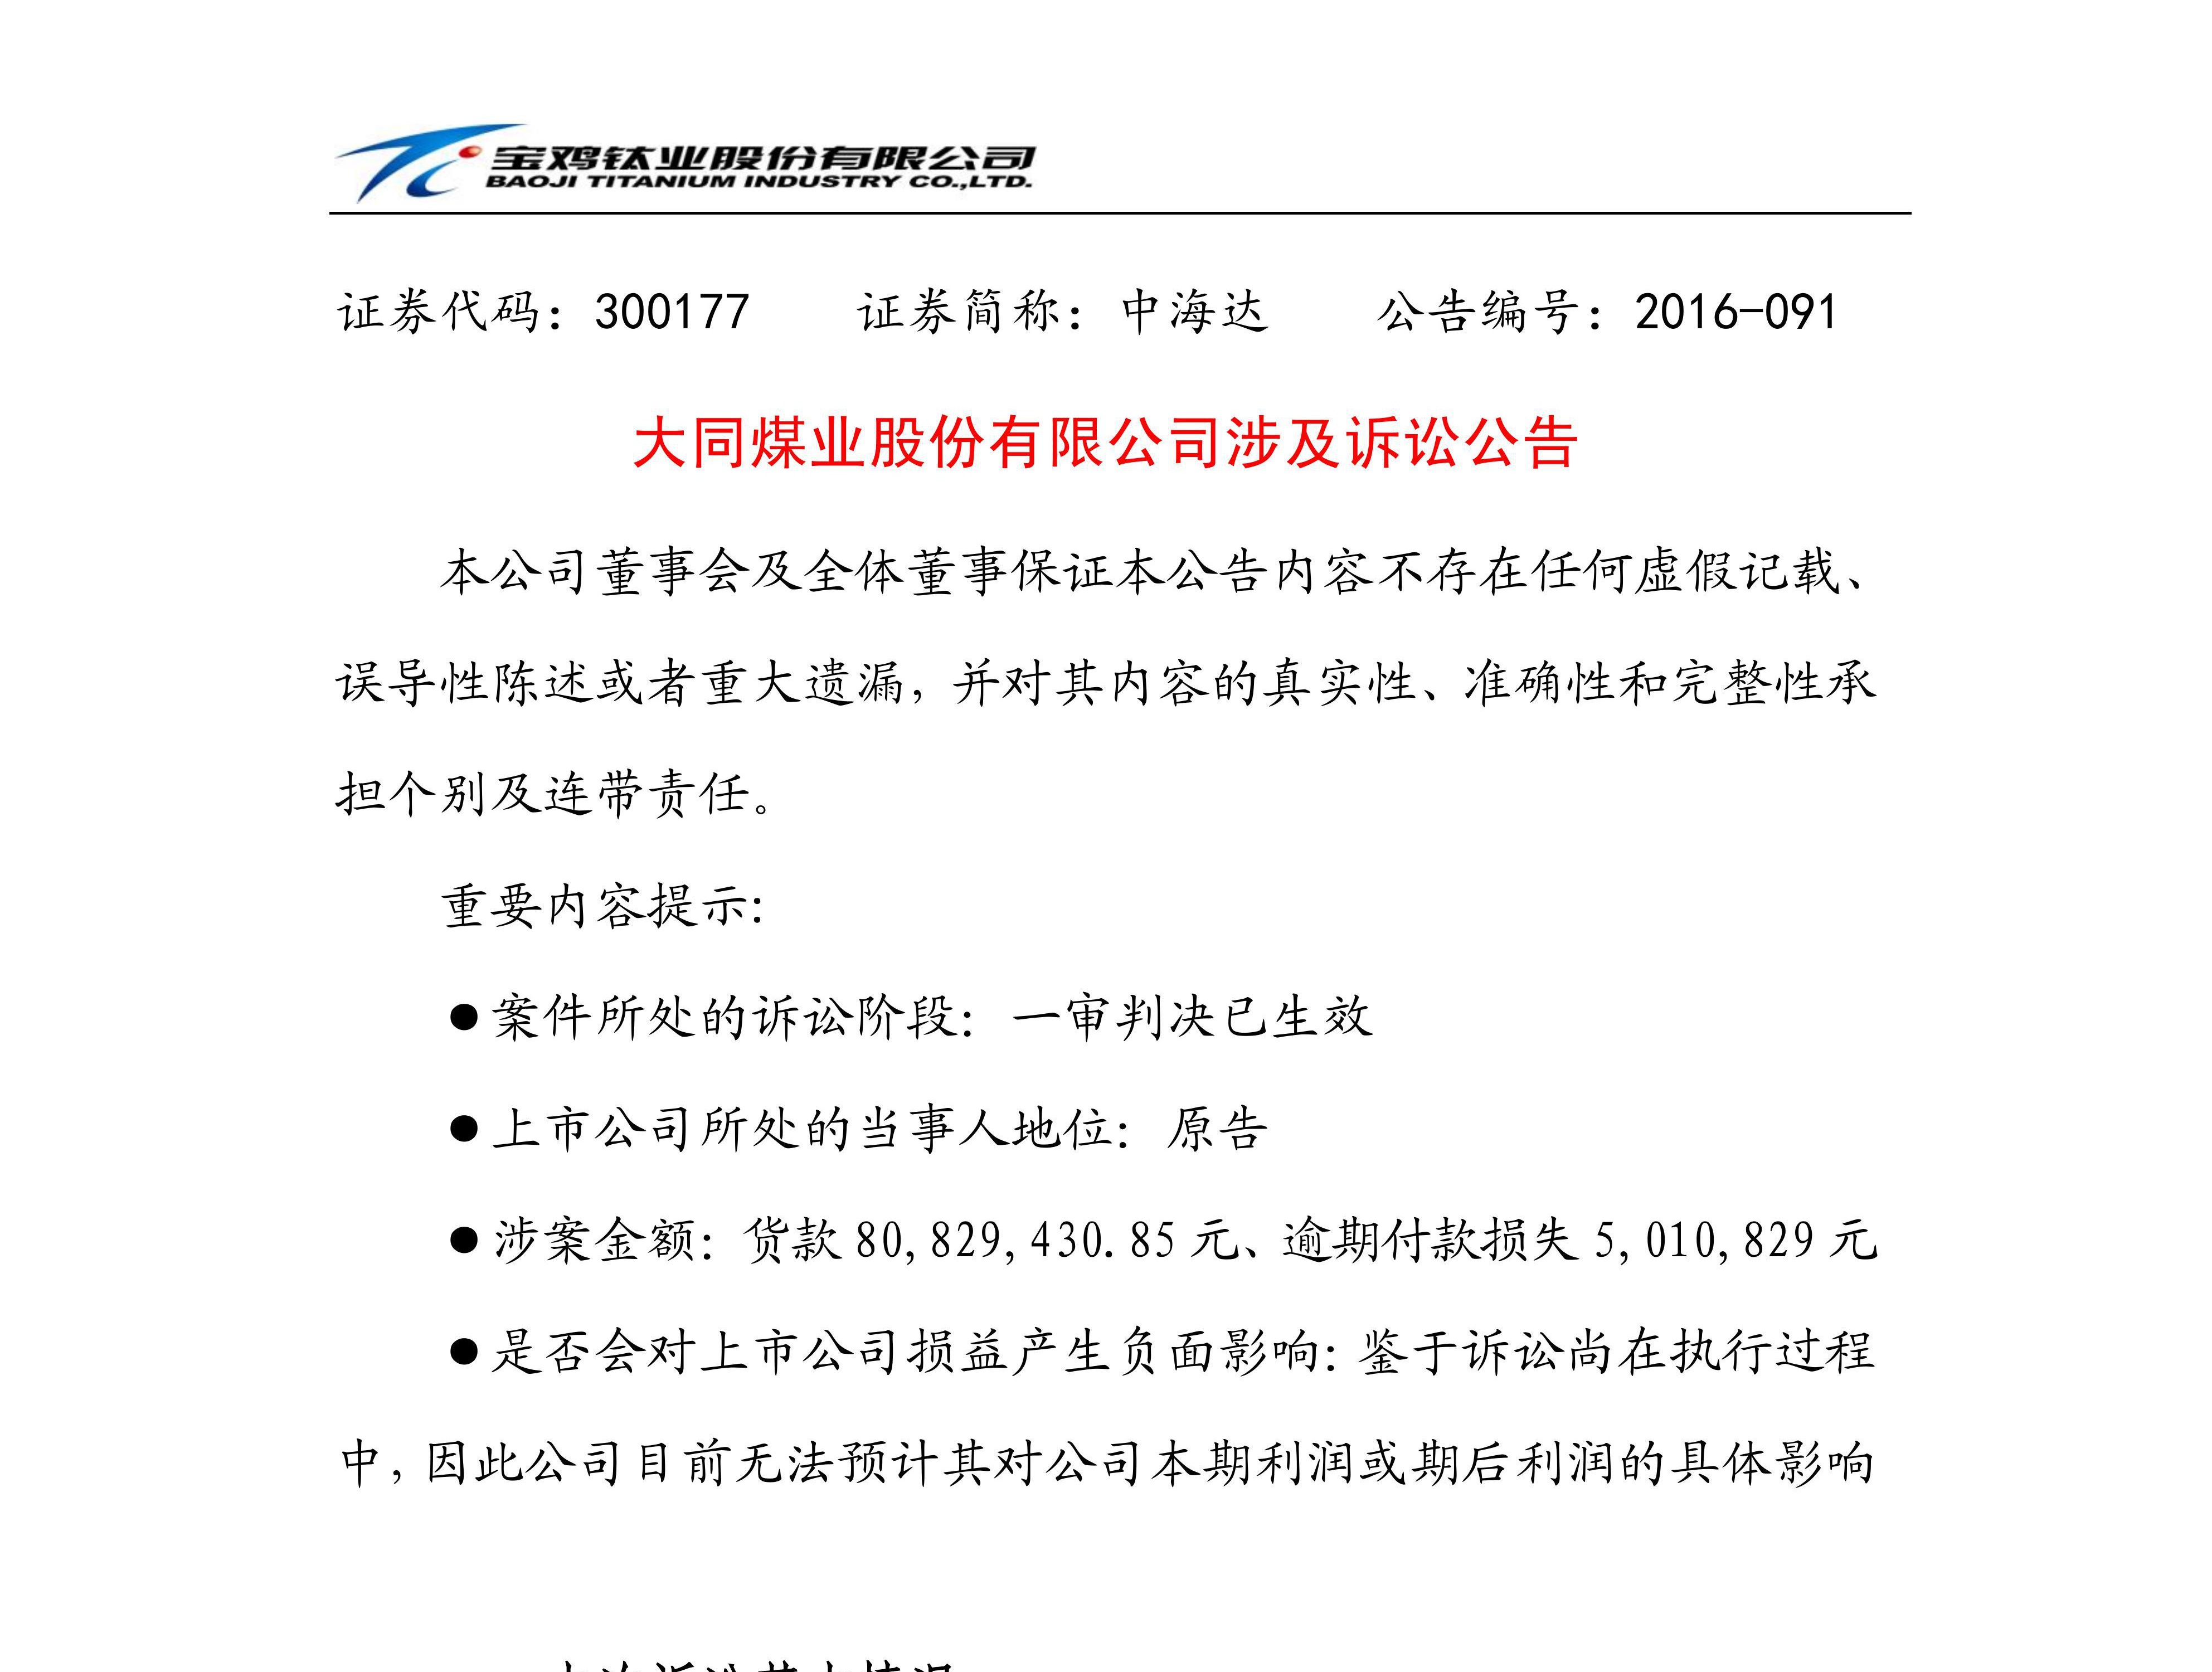 宝鸡钛业股份有限公司
BAOJI TITANIUM INDUSTRY CO.,LTD.
证券代码：300177 证券简称：中海达 公告编号：2016-091
大同煤业股份有限公司涉及诉讼公告
本公司董事会及全体董事保证本公告内容不存在任何虚假记载、
误导性陈述或者重大遗漏，并对其内容的真实性、准确性和完整性承
担个别及连带责任。
重要内容提示：
●案件所处的诉讼阶段：一审判决已生效
●上市公司所处的当事人地位：原告
●涉案金额：货款 80,829,430.85 元、逾期付款损失 5,010,829 元
●是否会对上市公司损益产生负面影响：鉴于诉讼尚在执行过程
中，因此公司目前无法预计其对公司本期利润或期后利润的具体影响